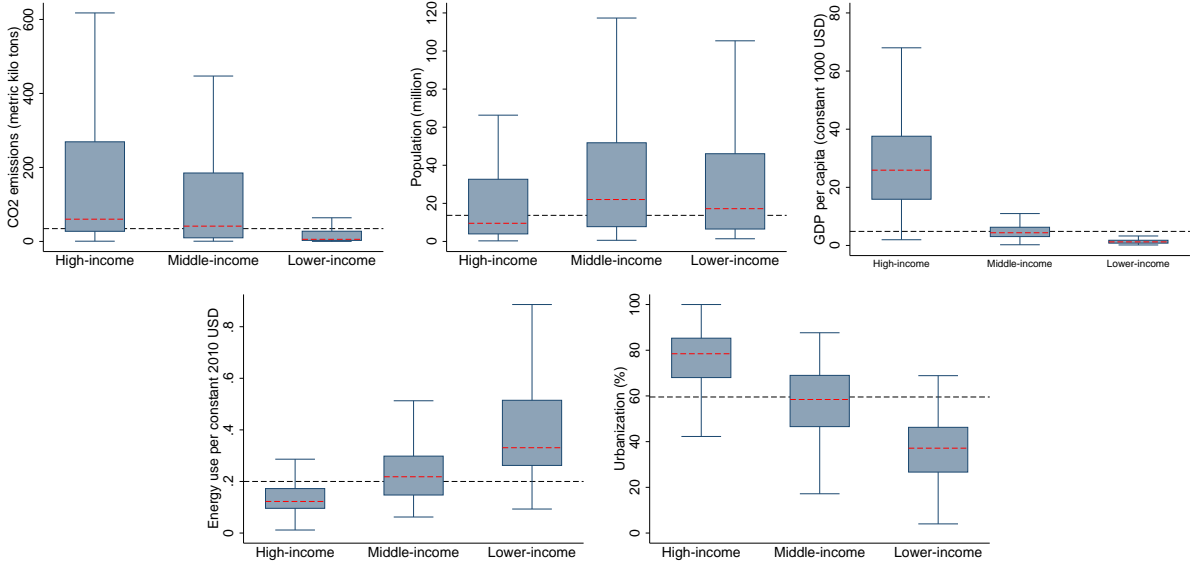 CO2 emissions (metric kilo tons)
600
400
200
0
High-income Middle-income Lower-income
Population (million)
120
100
80
60
40
20
0
High-income Middle-income Lower-income
GDP per capita (constant 1000 USD)
80
60
40
20
0
High-income Middle-income Lower-income
Energy use per constant 2010 USD
.8
.6
.4
.2
0
High-income Middle-income Lower-income
Urbanization (%)
100
80
60
40
20
0
High-income Middle-income Lower-income